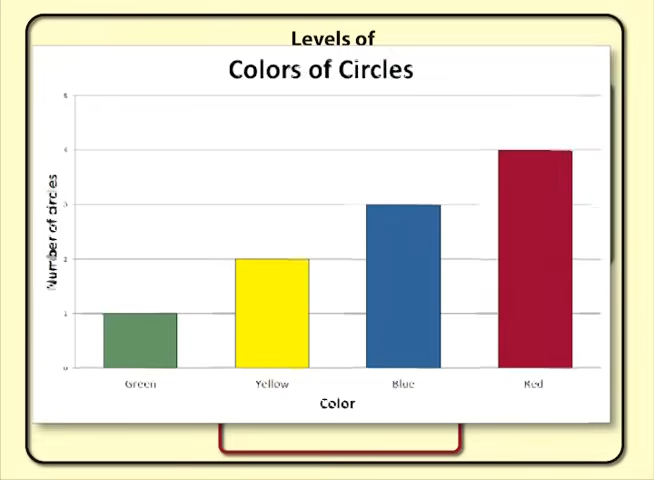 Levels of
Colors of Circles
Number of circles
5
4
3
2
1
0
Green Yellow Blue Red
Color